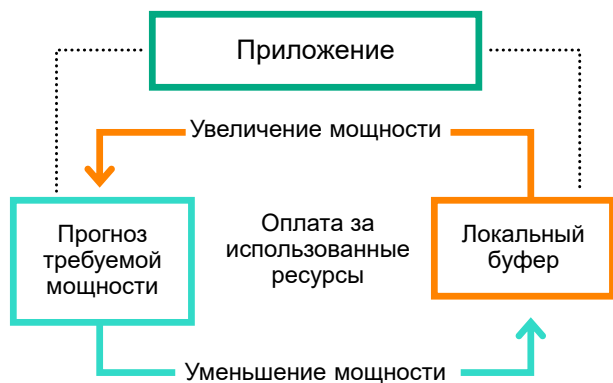 Приложение
Увеличение мощности
Прогноз
требуемой
мощности
Оплата за
использованные
ресурсы
Локальный
буфер
Уменьшение мощности